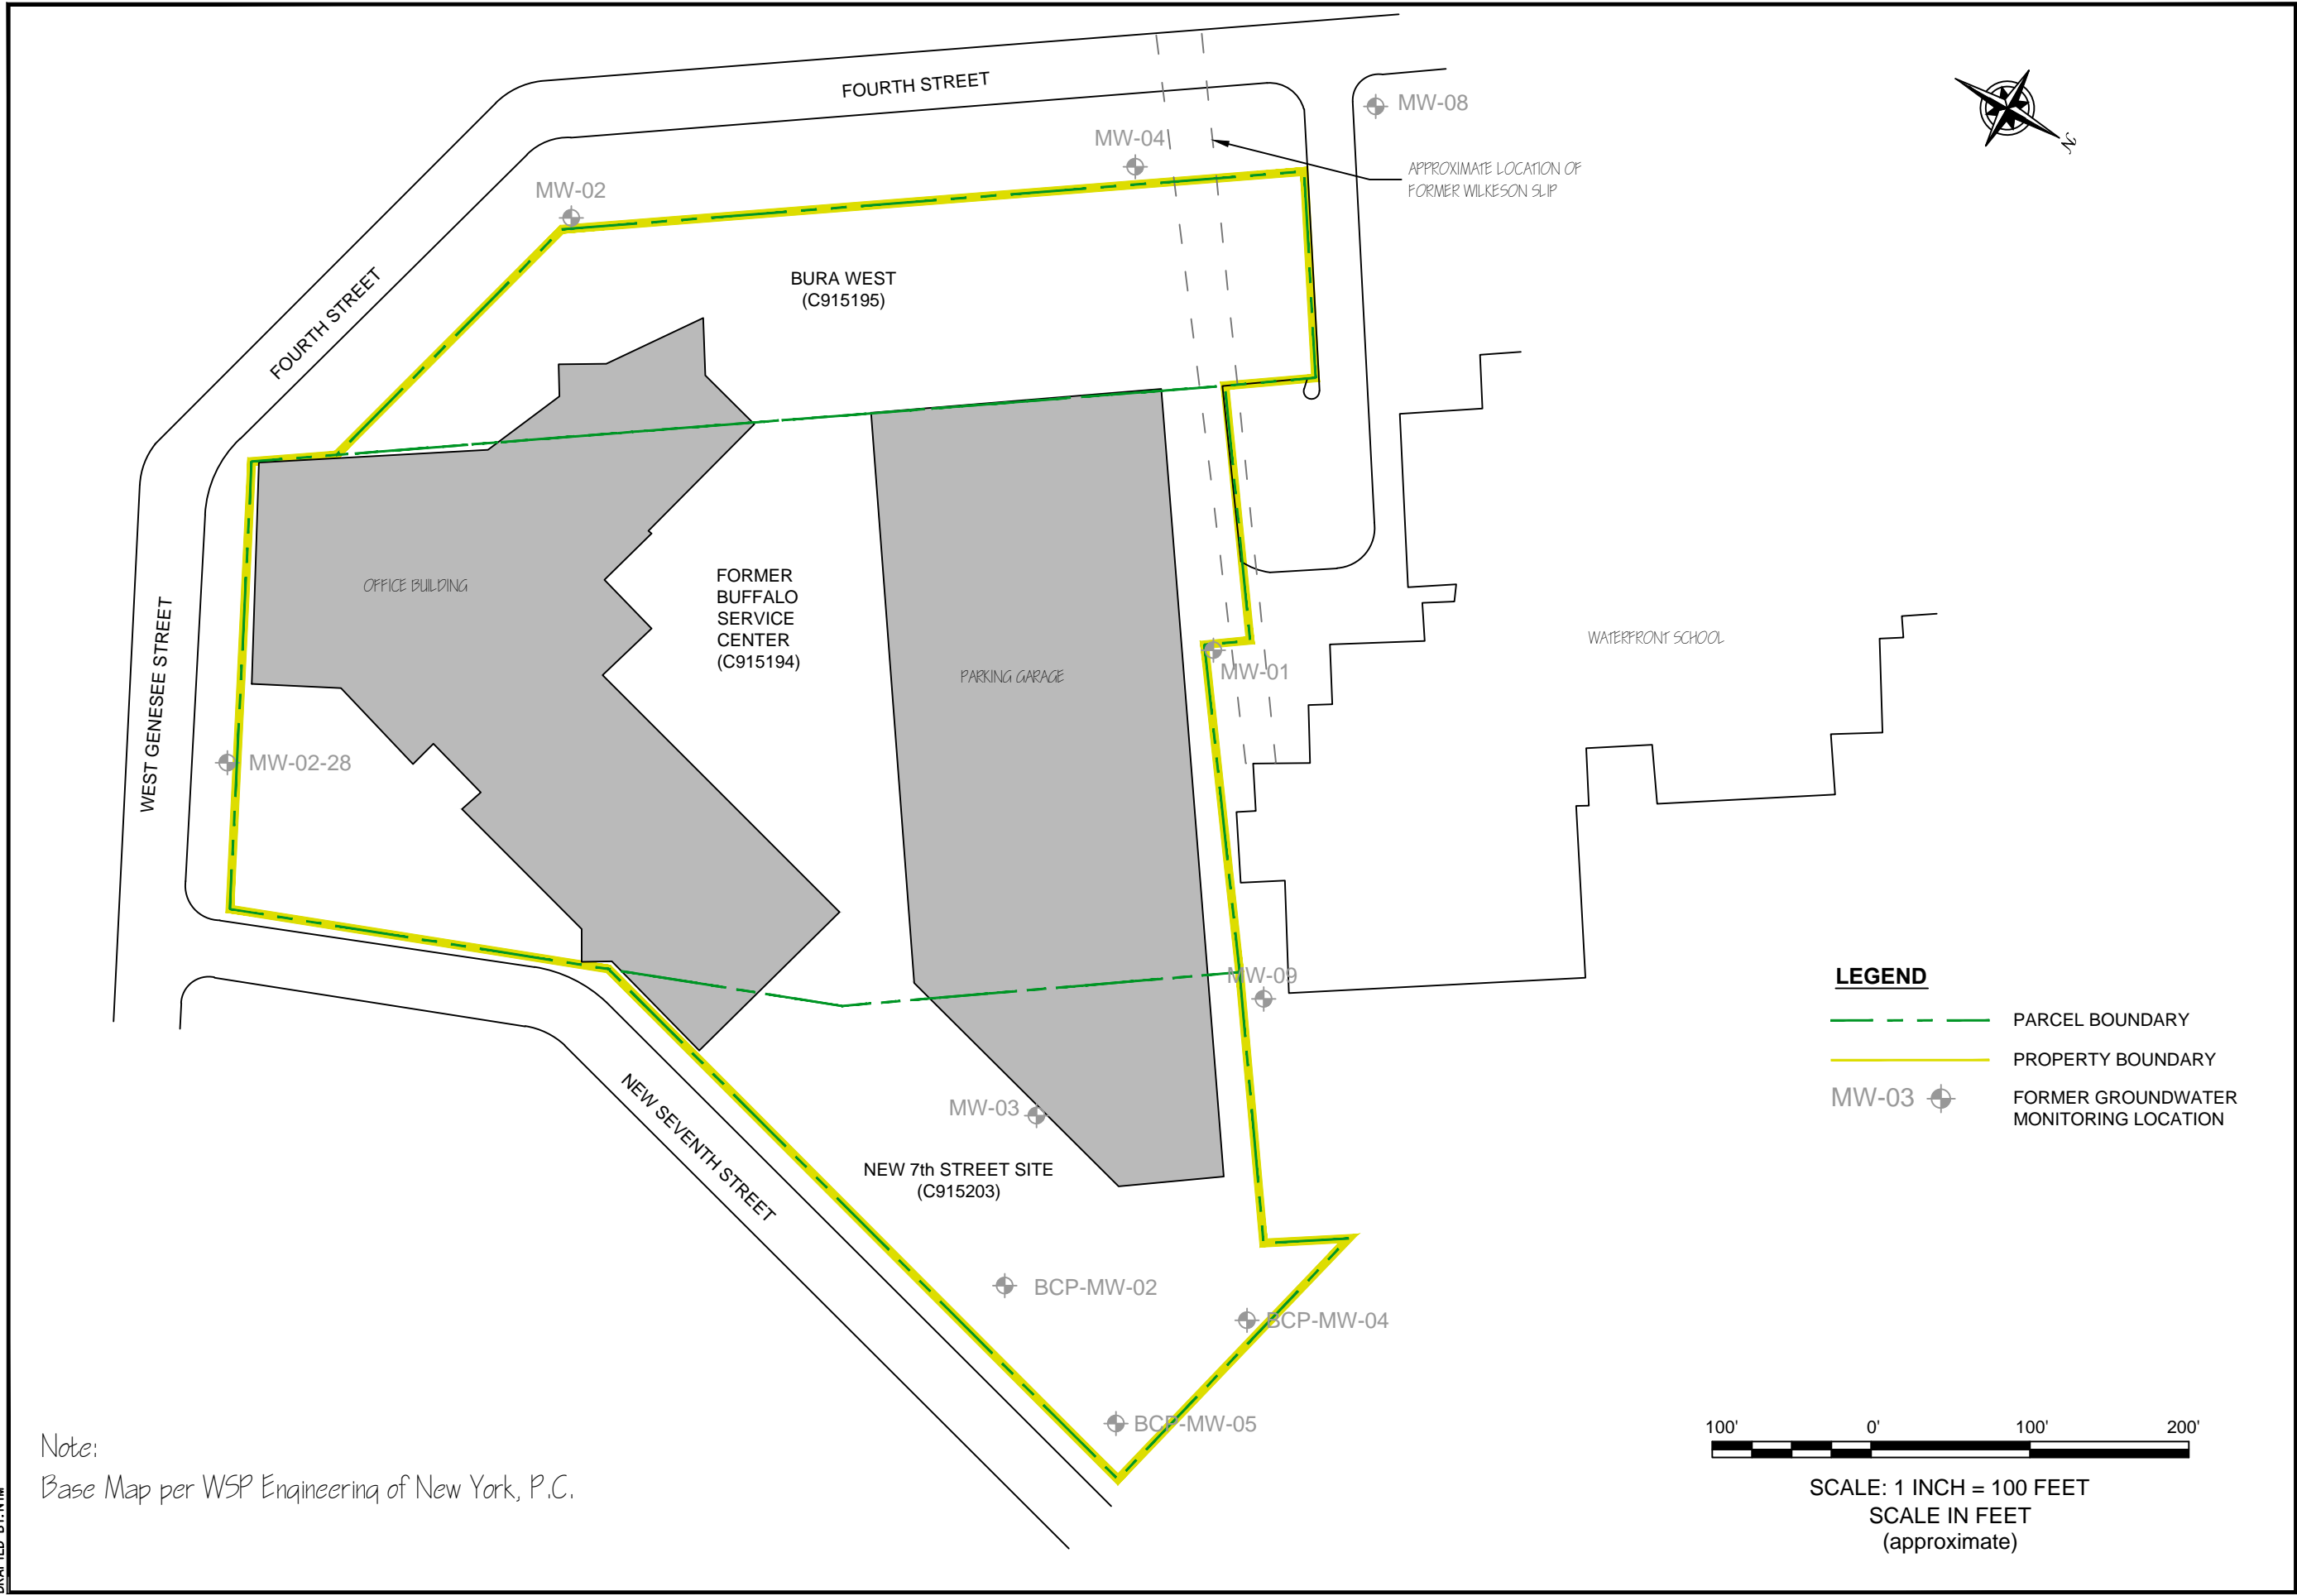 FOURTH STREET
MW-08
MW-04
APPROXIMATE LOCATION OF
FORMER WILKESON SLIP
N
MW-02
BURA WEST
(C915195)
FOURTH STREET
OFFICE BUILDING
FORMER
BUFFALO
SERVICE
CENTER
(C915194)
PARKING GARAGE
WATERFRONT SCHOOL
MW-01
WEST GENESEE STREET
MW-02-28
MW-09
LEGEND
PARCEL BOUNDARY
PROPERTY BOUNDARY
MW-03
FORMER GROUNDWATER
MONITORING LOCATION
MW-03
NEW SEVENTH STREET
NEW 7th STREET SITE
(C915203)
BCP-MW-02
BCP-MW-04
BCP-MW-05
Note:
Base Map per WSP Engineering of New York, P.C.
100' 0' 100' 200'
SCALE: 1 INCH = 100 FEET
SCALE IN FEET
(approximate)